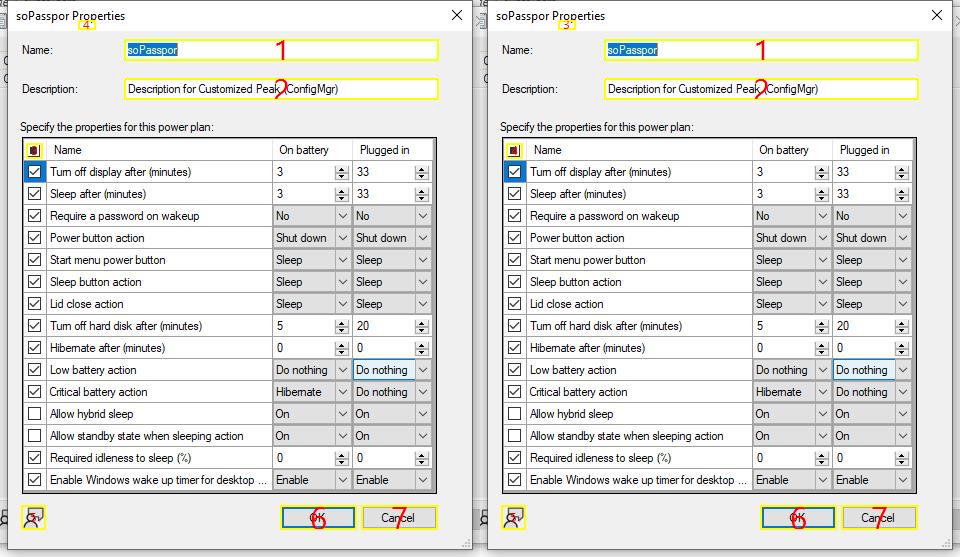 soPasspor Properties
4
Name: soPasspor 1
Description: Description for Customized Peak (ConfigMgr) 2
Specify the properties for this power plan:
Name On battery Plugged in
Turn off display after (minutes) 3 33
Sleep after (minutes) 3 33
Require a password on wakeup No No
Power button action Shut down Shut down
Start menu power button Sleep Sleep
Sleep button action Sleep Sleep
Lid close action Sleep Sleep
Turn off hard disk after (minutes) 5 20
Hibernate after (minutes) 0 0
Low battery action Do nothing Do nothing
Critical battery action Hibernate Do nothing
Allow hybrid sleep On On
Allow standby state when sleeping action On On
Required idleness to sleep (%) 0 0
Enable Windows wake up timer for desktop ... Enable Enable
OK 6 Cancel 7
soPasspor Properties
3
Name: soPasspor 1
Description: Description for Customized Peak (ConfigMgr) 2
Specify the properties for this power plan:
Name On battery Plugged in
Turn off display after (minutes) 3 33
Sleep after (minutes) 3 33
Require a password on wakeup No No
Power button action Shut down Shut down
Start menu power button Sleep Sleep
Sleep button action Sleep Sleep
Lid close action Sleep Sleep
Turn off hard disk after (minutes) 5 20
Hibernate after (minutes) 0 0
Low battery action Do nothing Do nothing
Critical battery action Hibernate Do nothing
Allow hybrid sleep On On
Allow standby state when sleeping action On On
Required idleness to sleep (%) 0 0
Enable Windows wake up timer for desktop ... Enable Enable
OK 6 Cancel 7